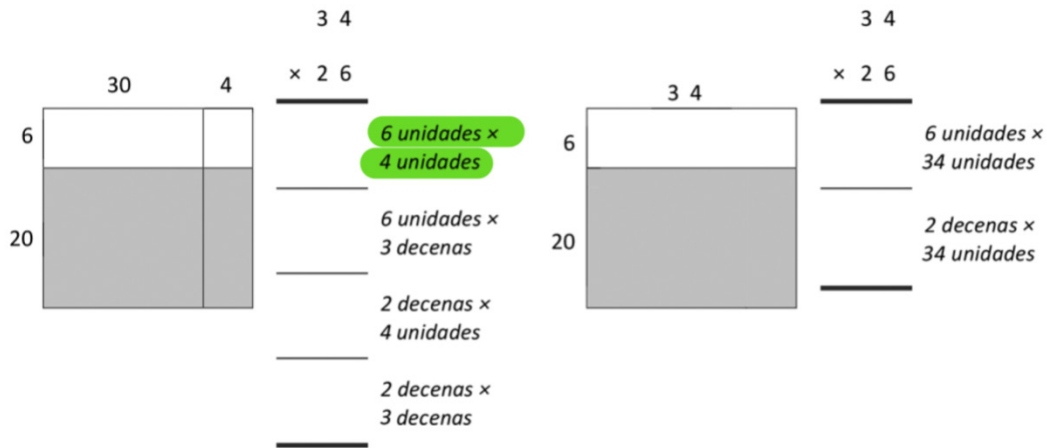 3 4
× 2 6
30 4
6
20
6 unidades ×
4 unidades
6 unidades ×
3 decenas
2 decenas ×
4 unidades
2 decenas ×
3 decenas
3 4
× 2 6
3 4
6
20
6 unidades ×
34 unidades
2 decenas ×
34 unidades